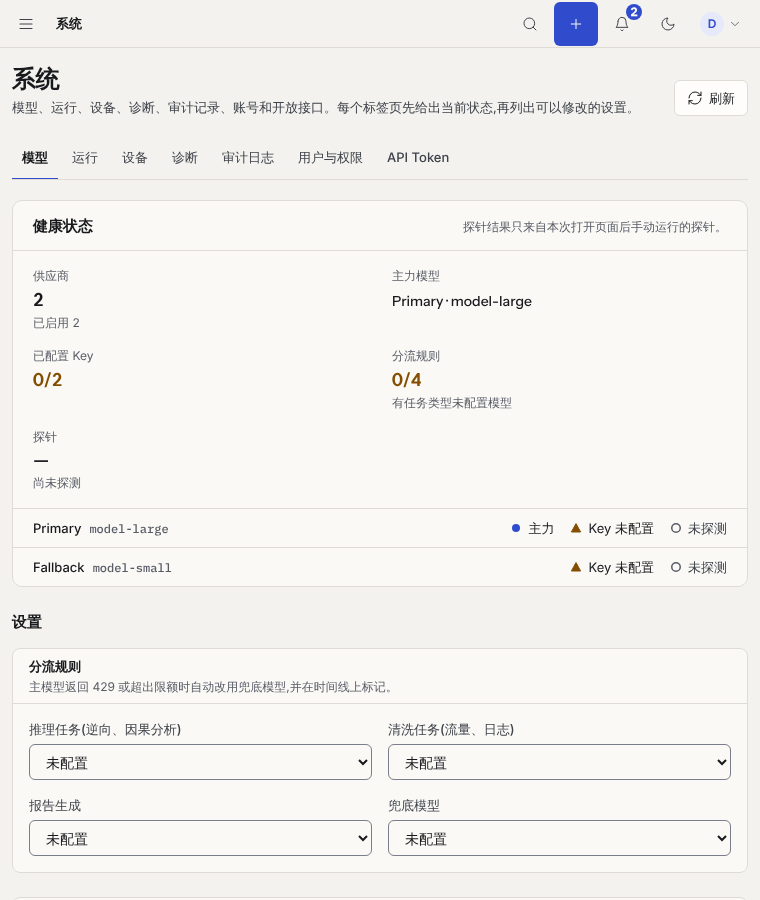 系统
2
D
系统
模型、运行、设备、诊断、审计记录、账号和开放接口。每个标签页先给出当前状态,再列出可以修改的设置。
刷新
模型 运行 设备 诊断 审计日志 用户与权限 API Token
健康状态
探针结果只来自本次打开页面后手动运行的探针。
供应商
2
已启用 2
主力模型
Primary · model-large
已配置 Key
0/2
分流规则
0/4
有任务类型未配置模型
探针
—
尚未探测
Primary model-large 主力 Key 未配置 未探测
Fallback model-small Key 未配置 未探测
设置
分流规则
主模型返回 429 或超出限额时自动改用兜底模型,并在时间线上标记。
推理任务(逆向、因果分析)
未配置
清洗任务(流量、日志)
未配置
报告生成
未配置
兜底模型
未配置